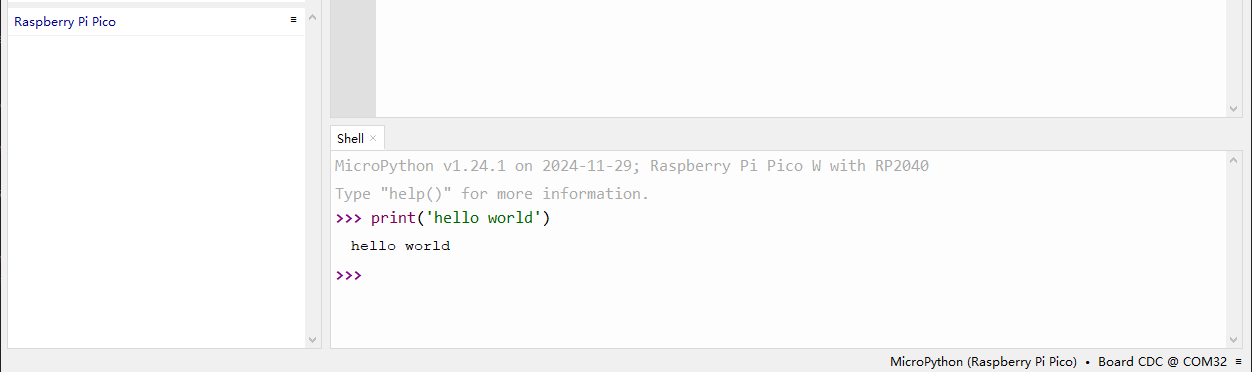 Raspberry Pi Pico
Shell
MicroPython v1.24.1 on 2024-11-29; Raspberry Pi Pico W with RP2040
Type "help()" for more information.
>>> print('hello world')
hello world
>>>
MicroPython (Raspberry Pi Pico) • Board CDC @ COM32